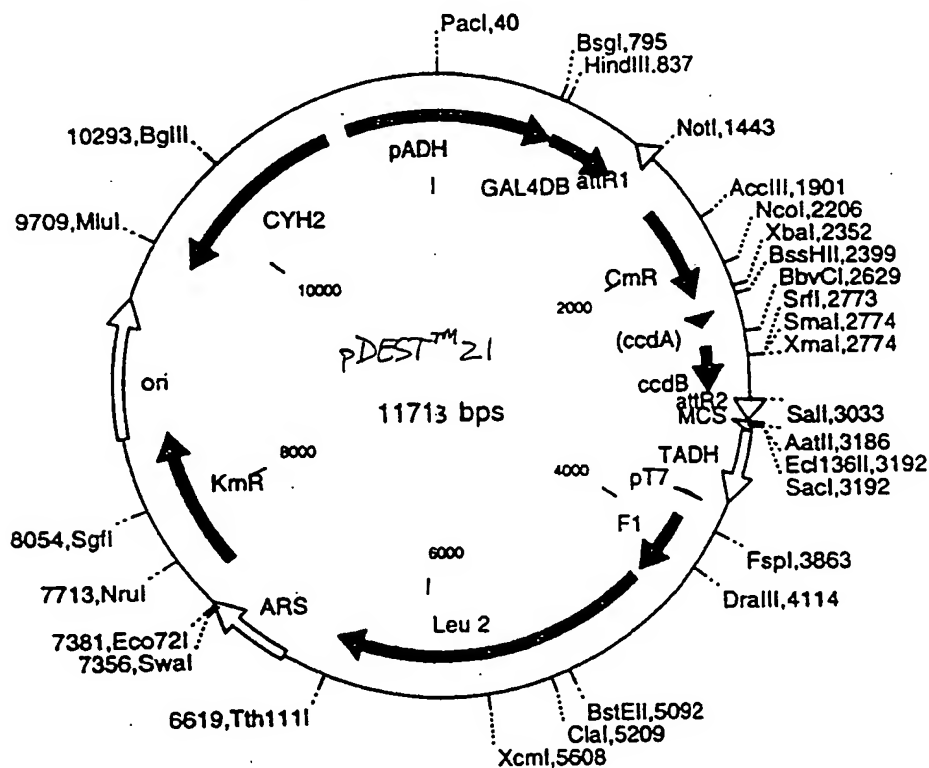 PacI,40
BsgI,795
HindIII.837
NotI,1443
AccIII,1901
NcoI,2206
XbaI,2352
BssHII,2399
BbvCI,2629
SrfI,2773
SmaI,2774
XmaI,2774
SalI,3033
AatII,3186
Ecl136II,3192
SacI,3192
FspI,3863
DraIII,4114
BstEII,5092
ClaI,5209
XcmI,5608
6619,Tth111I
7356,SwaI
7381,Eco72I
7713,NruI
8054,SgfI
9709,MluI
10293,BglII
pADH
GAL4DB
attR1
CmR
(ccdA)
ccdB
attR2
MCS
TADH
pT7
F1
Leu 2
ARS
KmR
ori
CYH2
2000
4000
6000
8000
10000
pDEST™21
11713 bps